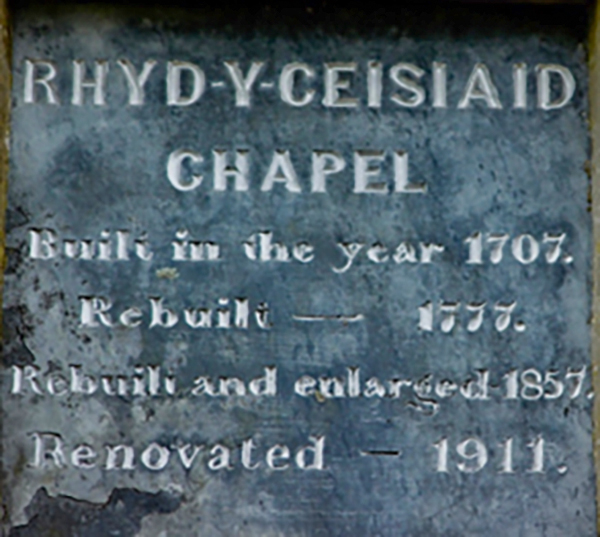 RHYD-Y-CEISIAID
CHAPEL
Built in the year 1707.
Rebuilt — 1777.
Rebuilt and enlarged 1857.
Renovated - 1911.